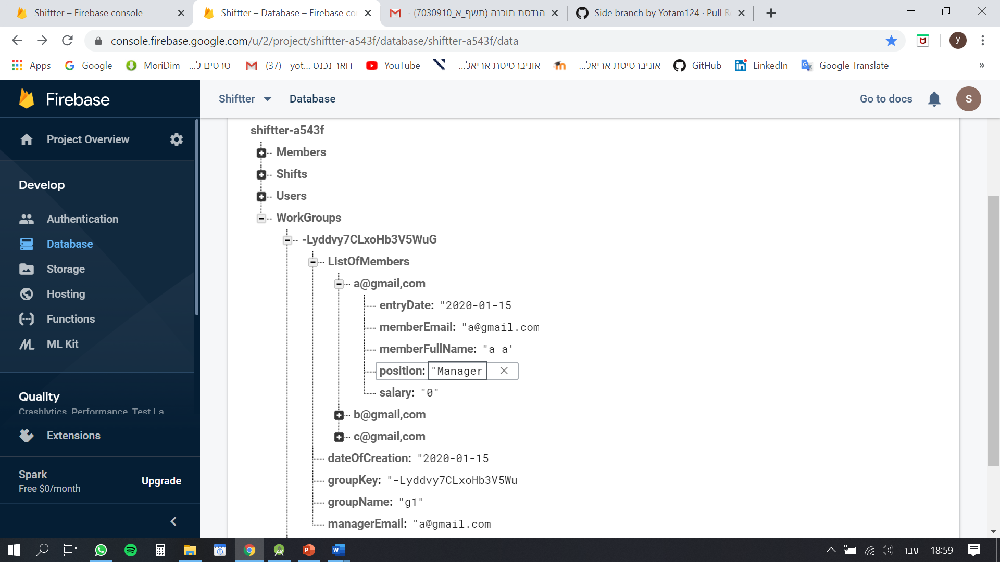 Shiftter – Firebase console
Shiftter – Database – Firebase co
הנדסת תוכנה (תשף_א_7030910) -
Side branch by Yotam124 · Pull R
console.firebase.google.com/u/2/project/shiftter-a543f/database/shiftter-a543f/data
y
Apps
Google
MoriDim - סרטים ל...
דואר נכנס (37) - yot...
YouTube
אוניברסיטת אריאל...
אוניברסיטת אריאל...
GitHub
LinkedIn
Google Translate
»
Firebase
Shiftter
Database
Go to docs
S
Project Overview
Develop
Authentication
Database
Storage
Hosting
Functions
ML Kit
Quality
Crashlytics, Performance, Test La
Extensions
Spark
Free $0/month
Upgrade
shiftter-a543f
Members
Shifts
Users
WorkGroups
-Lyddvy7CLxoHb3V5WuG
ListOfMembers
a@gmail,com
entryDate: "2020-01-15
memberEmail: "a@gmail.com
memberFullName: "a a"
position: "Manager
salary: "0"
b@gmail,com
c@gmail,com
dateOfCreation: "2020-01-15
groupKey: "-Lyddvy7CLxoHb3V5Wu
groupName: "g1"
managerEmail: "a@gmail.com
עבר
18:59